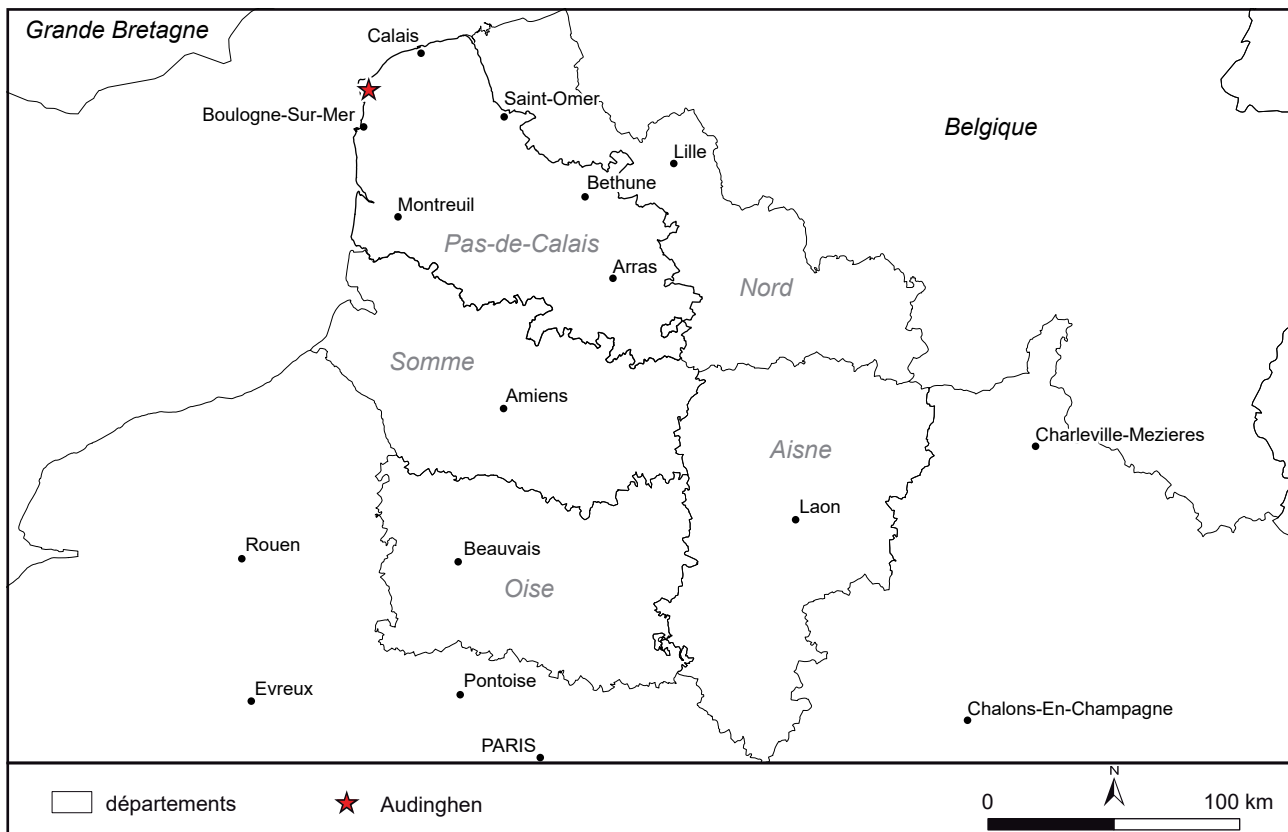 Grande Bretagne
Calais
Boulogne-Sur-Mer
Saint-Omer
Belgique
Lille
Bethune
Montreuil
Pas-de-Calais
Arras
Nord
Somme
Amiens
Charleville-Mezieres
Aisne
Laon
Rouen
Beauvais
Oise
Evreux
Pontoise
Chalons-En-Champagne
PARIS
départements
Audinghen
N
0
100 km